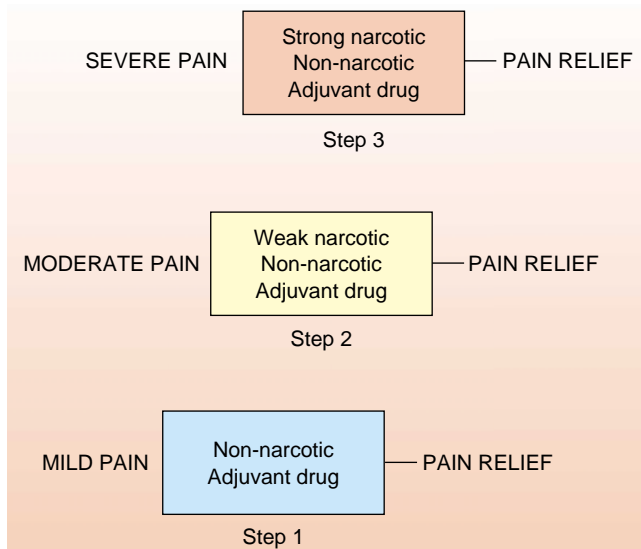 SEVERE PAIN
Strong narcotic
Non-narcotic
Adjuvant drug
PAIN RELIEF
Step 3
MODERATE PAIN
Weak narcotic
Non-narcotic
Adjuvant drug
PAIN RELIEF
Step 2
MILD PAIN
Non-narcotic
Adjuvant drug
PAIN RELIEF
Step 1